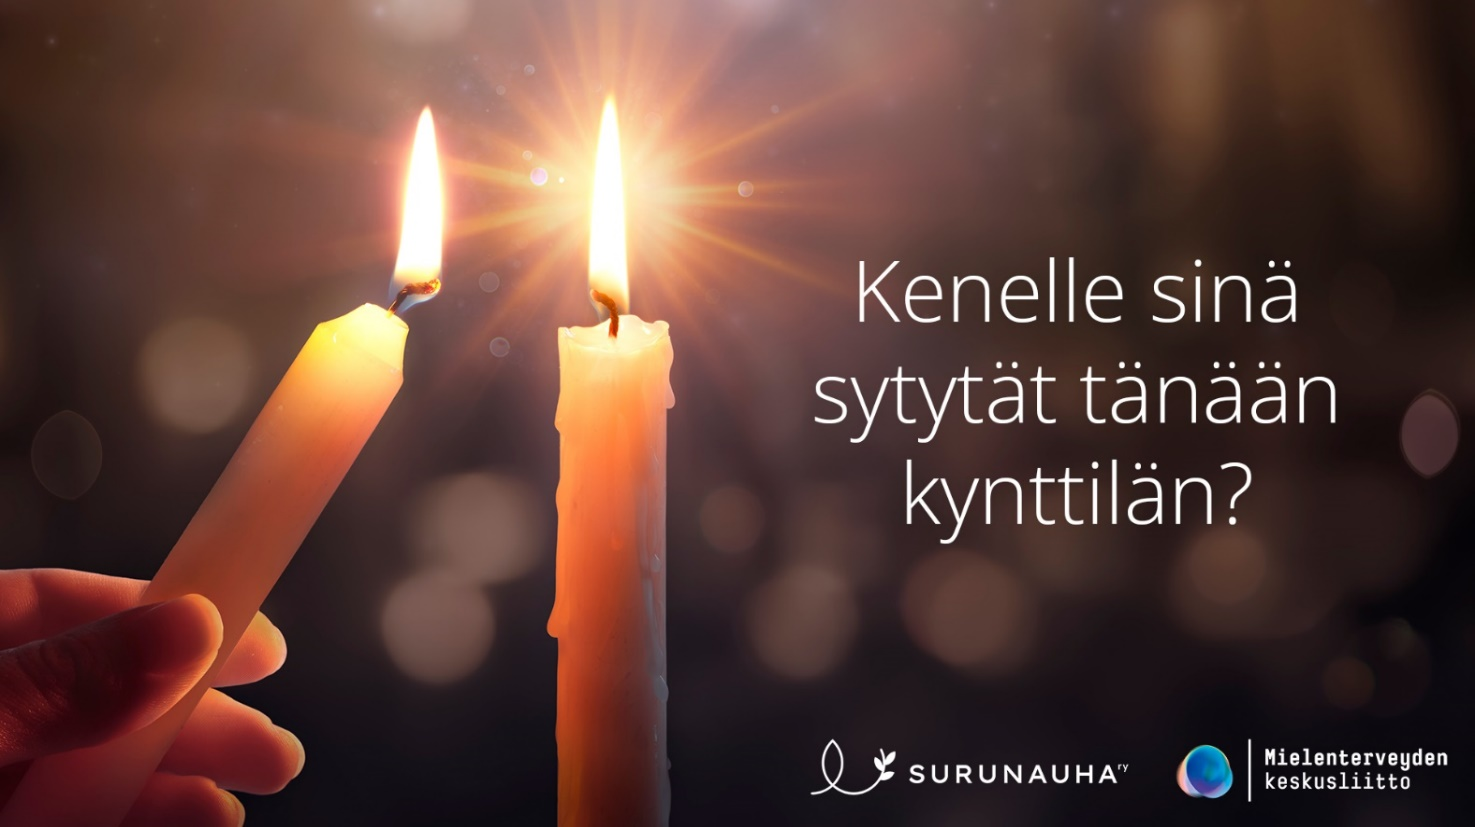 Kenelle sinä
sytytät tänään
kynttilän?
SURUNAUHA ry
Mielenterveyden
keskusliitto